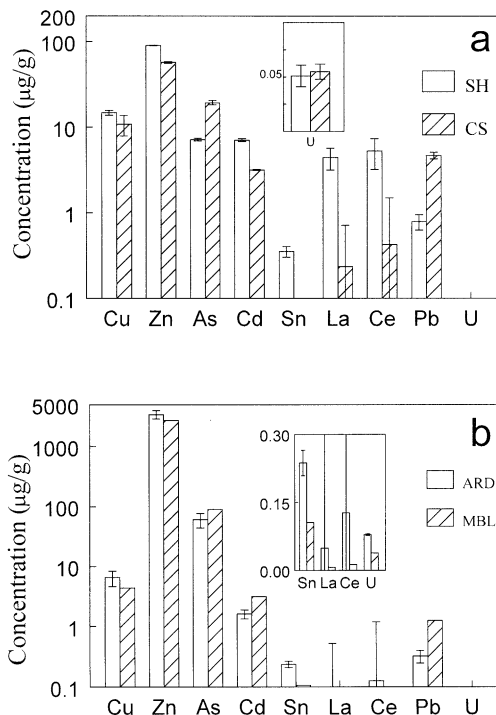 200
100
10
1
0.1
Concentration (µg/g)
a
SH
CS
0.05
U
Cu Zn As Cd Sn La Ce Pb U
5000
1000
100
10
1
0.1
Concentration (µg/g)
b
ARD
MBL
0.30
0.15
0.00
Sn La Ce U
Cu Zn As Cd Sn La Ce Pb U